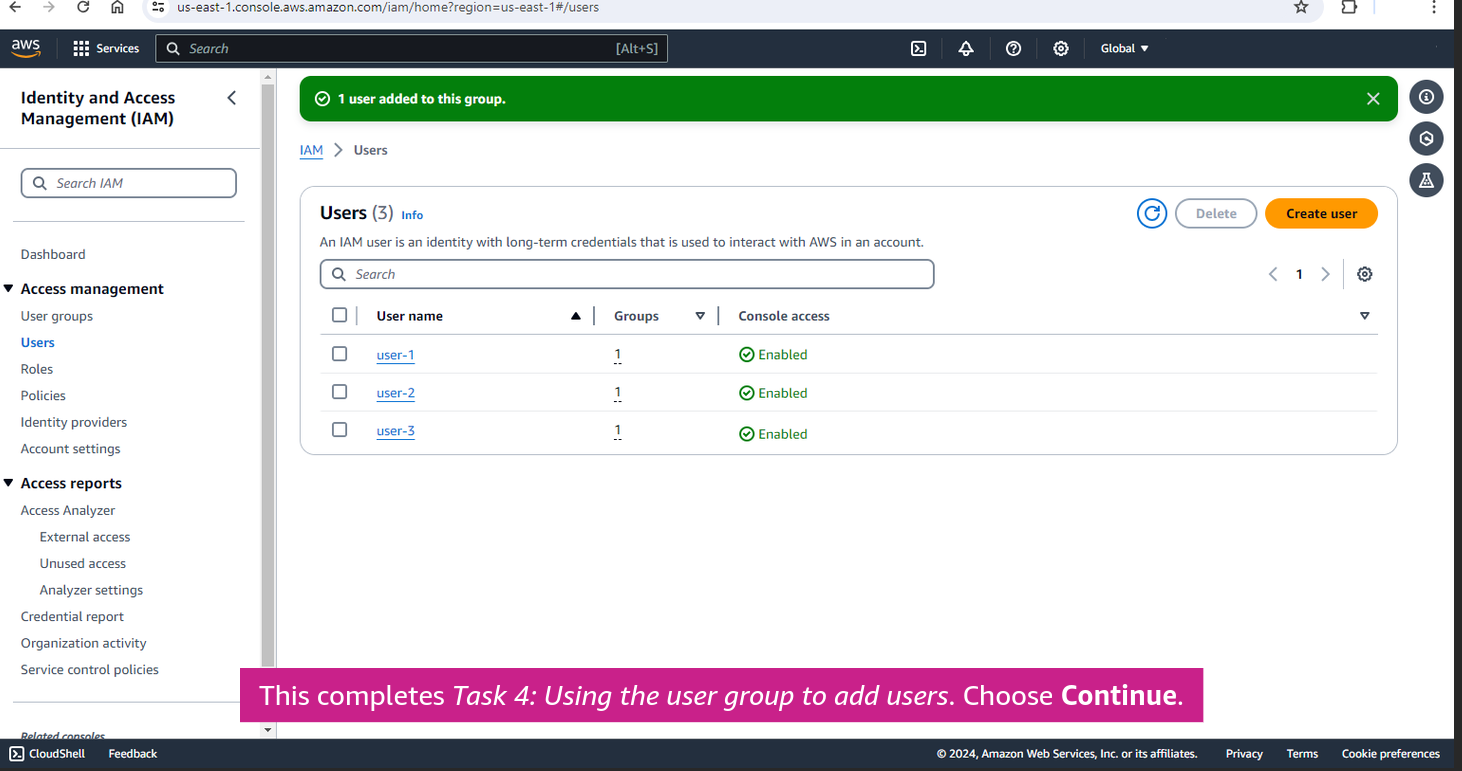 us-east-1.console.aws.amazon.com/iam/home?region=us-east-1#/users
aws
Services
Search
[Alt+S]
Global
Identity and Access
Management (IAM)
Search IAM
Dashboard
Access management
User groups
Users
Roles
Policies
Identity providers
Account settings
Access reports
Access Analyzer
External access
Unused access
Analyzer settings
Credential report
Organization activity
Service control policies
Related consoles
1 user added to this group.
IAM > Users
Users (3) Info
Delete
Create user
An IAM user is an identity with long-term credentials that is used to interact with AWS in an account.
Search
1
User name Groups Console access
user-1 1 Enabled
user-2 1 Enabled
user-3 1 Enabled
This completes Task 4: Using the user group to add users. Choose Continue.
CloudShell Feedback © 2024, Amazon Web Services, Inc. or its affiliates. Privacy Terms Cookie preferences